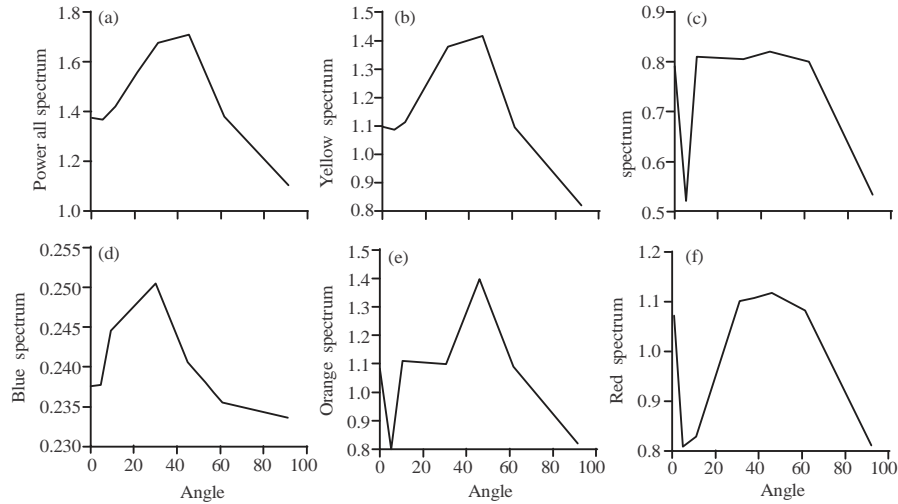 (a)
Power all spectrum
1.8
1.6
1.4
1.2
1.0
(b)
Yellow spectrum
1.5
1.4
1.3
1.2
1.1
1.0
0.9
0.8
(c)
spectrum
0.9
0.8
0.7
0.6
0.5
(d)
Blue spectrum
0.255
0.250
0.245
0.240
0.235
0.230
0 20 40 60 80 100
Angle
(e)
Orange spectrum
1.5
1.4
1.3
1.2
1.1
1.0
0.9
0.8
0 20 40 60 80 100
Angle
(f)
Red spectrum
1.2
1.1
1.0
0.9
0.8
0 20 40 60 80 100
Angle